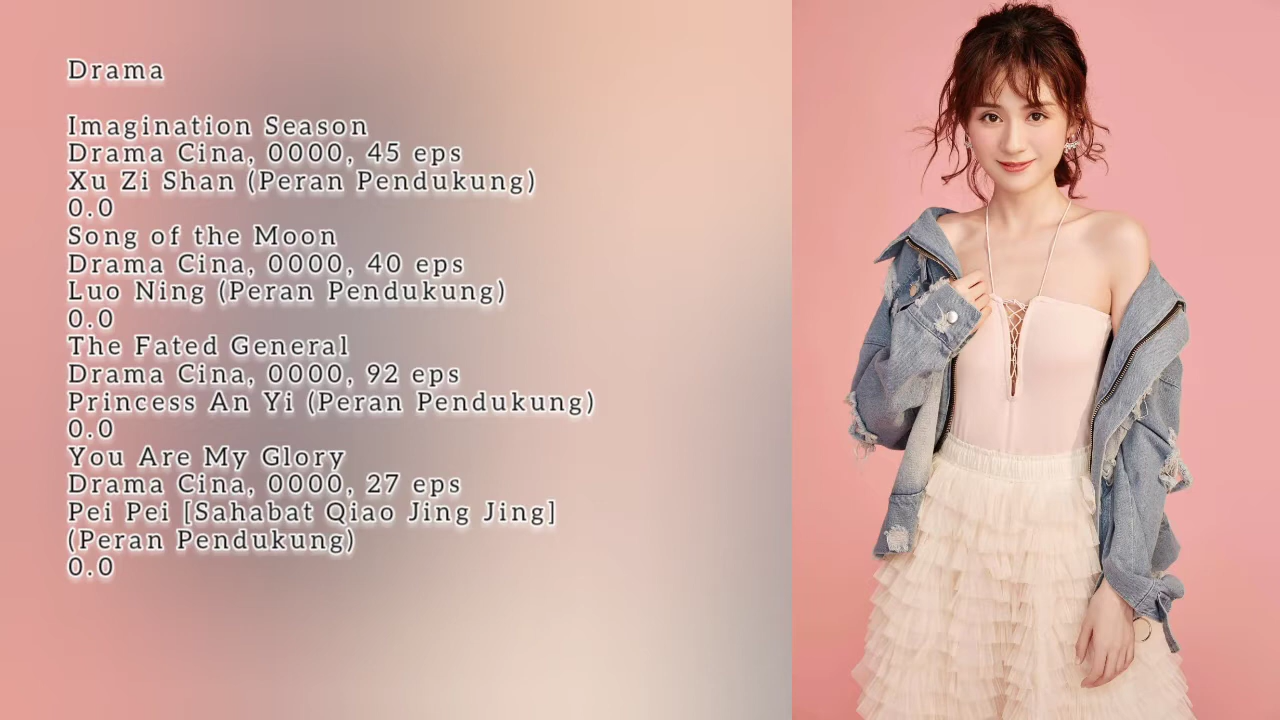 Drama
Imagination Season
Drama Cina, 0000, 45 eps
Xu Zi Shan (Peran Pendukung)
0.0
Song of the Moon
Drama Cina, 0000, 40 eps
Luo Ning (Peran Pendukung)
0.0
The Fated General
Drama Cina, 0000, 92 eps
Princess An Yi (Peran Pendukung)
0.0
You Are My Glory
Drama Cina, 0000, 27 eps
Pei Pei [Sahabat Qiao Jing Jing]
(Peran Pendukung)
0.0